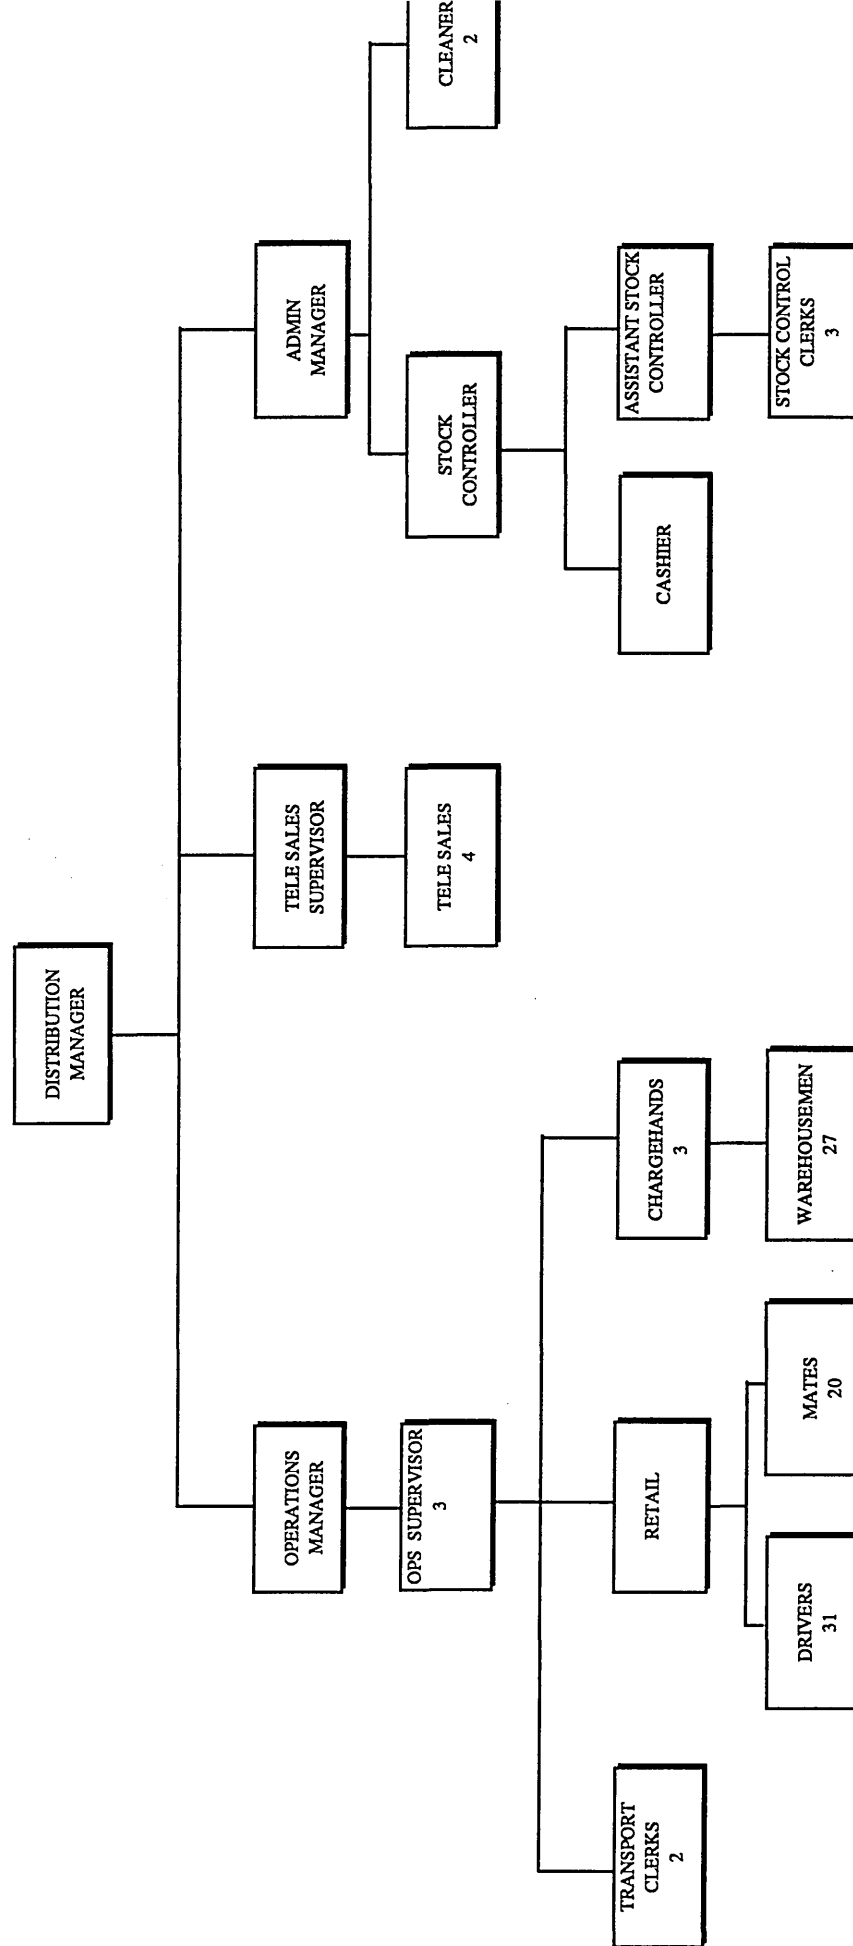 DISTRIBUTION
MANAGER
OPERATIONS
MANAGER
TELE SALES
SUPERVISOR
ADMIN
MANAGER
OPS SUPERVISOR
3
TELE SALES
4
STOCK
CONTROLLER
CLEANER
2
TRANSPORT
CLERKS
2
RETAIL
CHARGEHANDS
3
CASHIER
ASSISTANT STOCK
CONTROLLER
DRIVERS
31
MATES
20
WAREHOUSEMEN
27
STOCK CONTROL
CLERKS
3